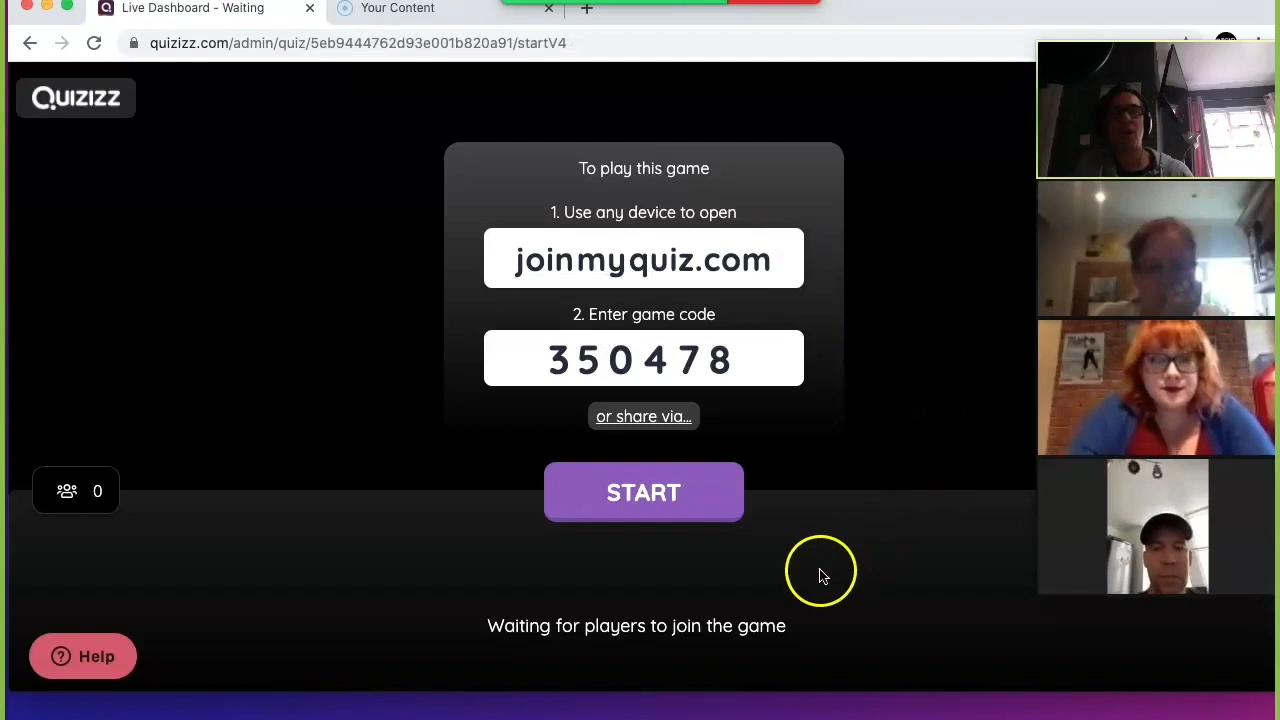 Live Dashboard - Waiting
Your Content
quizizz.com/admin/quiz/5eb9444762d93e001b820a91/startV4
QUIZIZZ
To play this game
1. Use any device to open
joinmyquiz.com
2. Enter game code
350478
or share via...
START
0
Waiting for players to join the game
Help